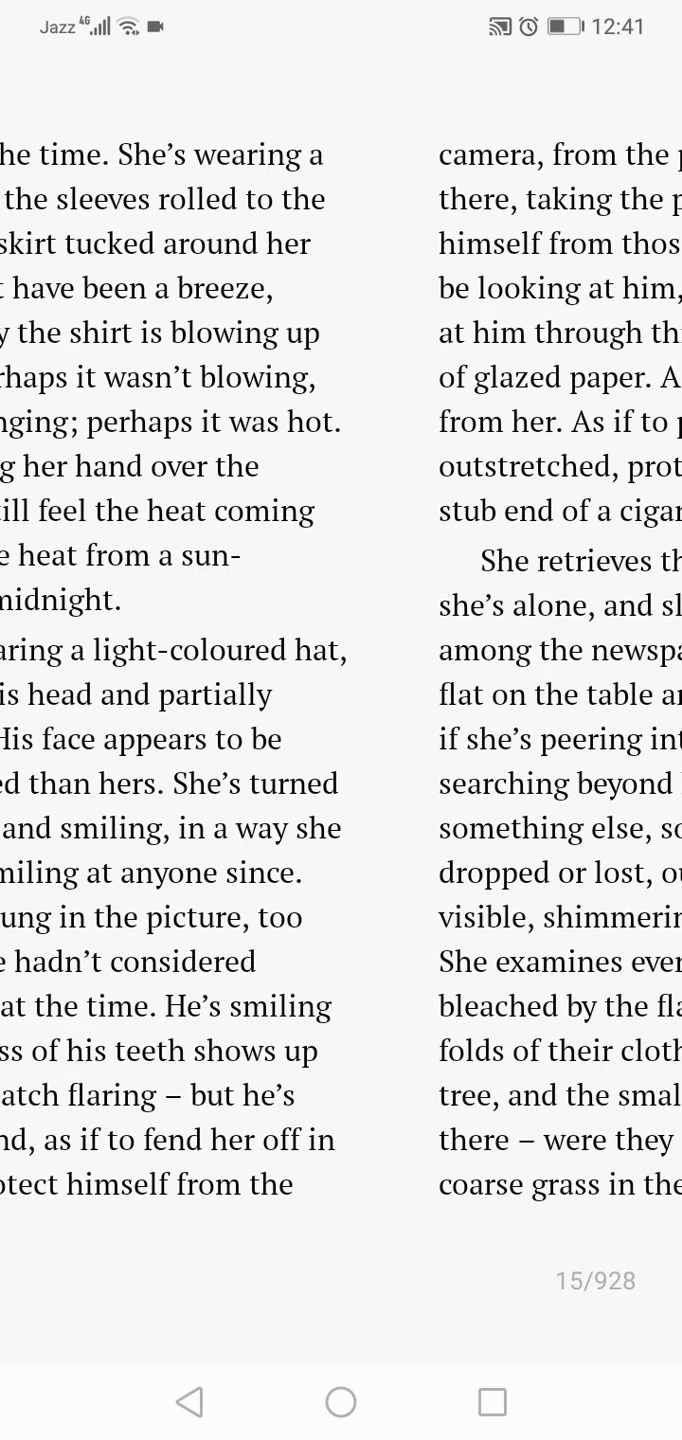 Jazz 4G 12:41
he time. She’s wearing a
the sleeves rolled to the
skirt tucked around her
have been a breeze,
the shirt is blowing up
rhaps it wasn’t blowing,
nging; perhaps it was hot.
g her hand over the
till feel the heat coming
e heat from a sun-
midnight.
aring a light-coloured hat,
is head and partially
His face appears to be
ed than hers. She’s turned
and smiling, in a way she
miling at anyone since.
ung in the picture, too
e hadn’t considered
at the time. He’s smiling
ss of his teeth shows up
atch flaring – but he’s
nd, as if to fend her off in
otect himself from the
camera, from the p
there, taking the p
himself from thos
be looking at him,
at him through th
of glazed paper. A
from her. As if to p
outstretched, prot
stub end of a cigar
She retrieves th
she’s alone, and sl
among the newspa
flat on the table a
if she’s peering int
searching beyond
something else, so
dropped or lost, ou
visible, shimmerin
She examines ever
bleached by the fla
folds of their cloth
tree, and the smal
there – were they
coarse grass in the
15/928